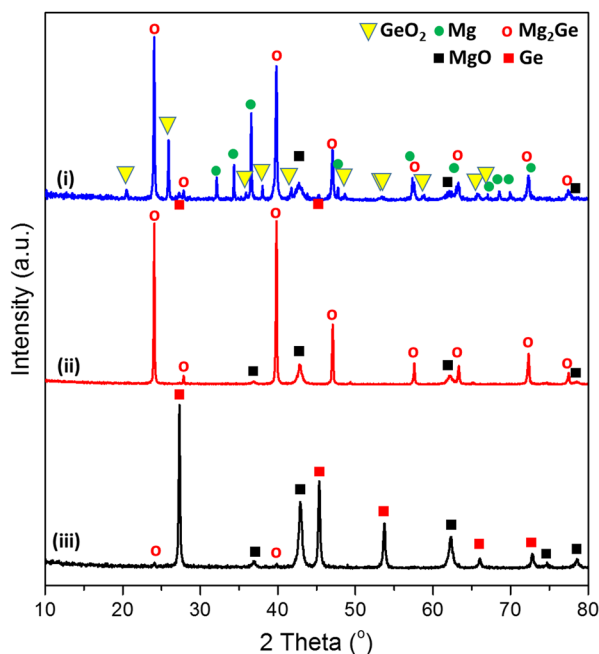 GeO₂ Mg Mg₂Ge
MgO Ge
(i)
(ii)
(iii)
Intensity (a.u.)
10 20 30 40 50 60 70 80
2 Theta (°)